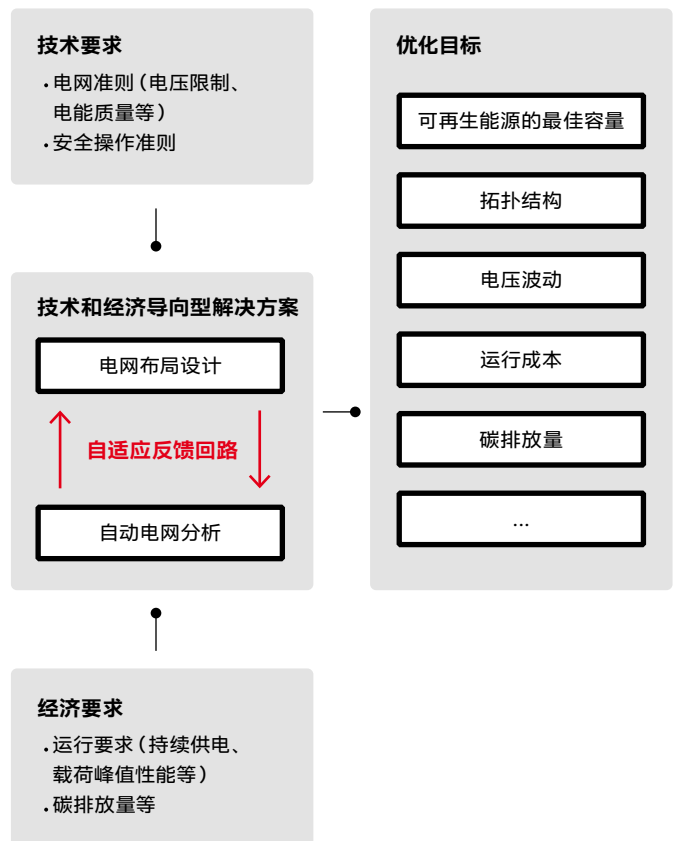 技术要求
·电网准则（电压限制、
电能质量等）
·安全操作准则
技术和经济导向型解决方案
电网布局设计
自适应反馈回路
自动电网分析
经济要求
·运行要求（持续供电、
载荷峰值性能等）
·碳排放量等
优化目标
可再生能源的最佳容量
拓扑结构
电压波动
运行成本
碳排放量
...